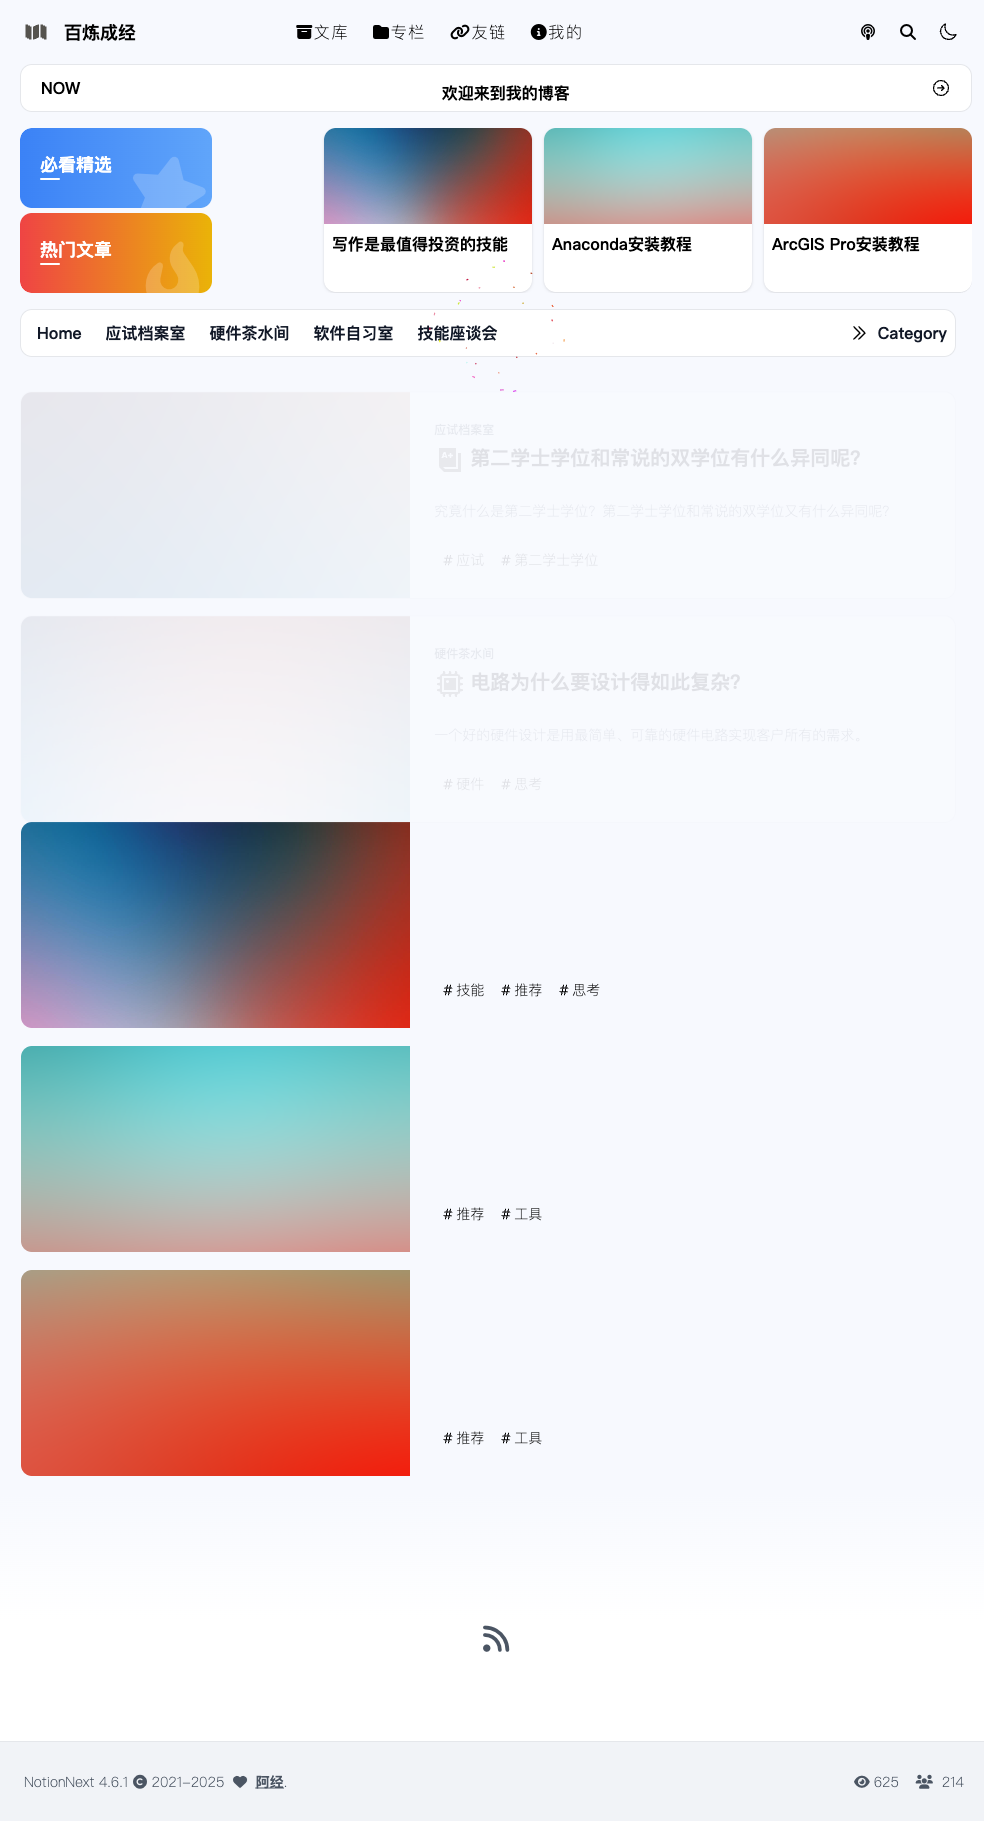 百炼成经
文库 专栏 友链 我的
NOW
欢迎来到我的博客
必看精选
热门文章
写作是最值得投资的技能
Anaconda安装教程
ArcGIS Pro安装教程
Home 应试档案室 硬件茶水间 软件自习室 技能座谈会
Category
应试档案室
第二学士学位和常说的双学位有什么异同呢？
究竟什么是第二学士学位？第二学士学位和常说的双学位又有什么异同呢？
# 应试 # 第二学士学位
硬件茶水间
电路为什么要设计得如此复杂？
一个好的硬件设计是用最简单、可靠的硬件电路实现客户所有的需求。
# 硬件 # 思考
# 技能 # 推荐 # 思考
# 推荐 # 工具
# 推荐 # 工具
NotionNext 4.6.1 © 2021-2025 阿经.
625 214